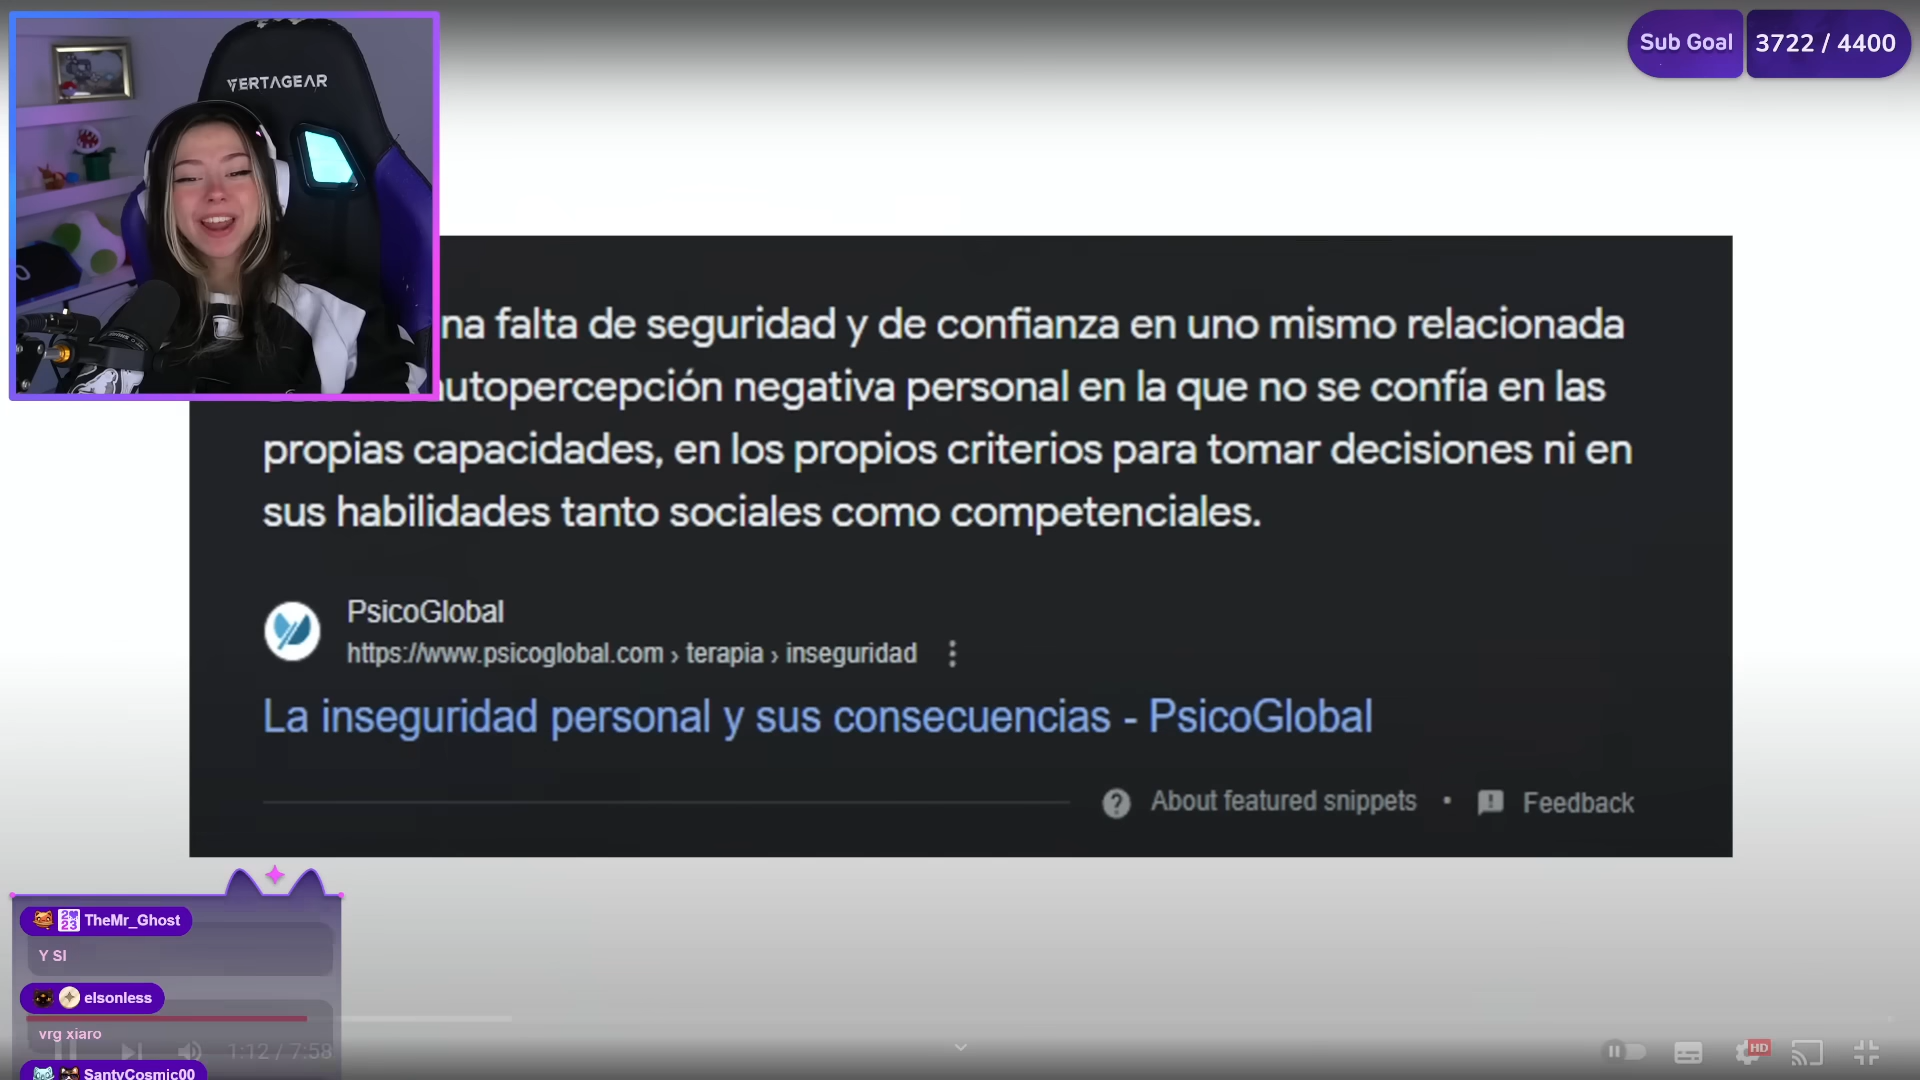 VERTAGEAR
Sub Goal
3722 / 4400
na falta de seguridad y de confianza en uno mismo relacionada
utopercepción negativa personal en la que no se confía en las
propias capacidades, en los propios criterios para tomar decisiones ni en
sus habilidades tanto sociales como competenciales.
PsicoGlobal
https://www.psicoglobal.com › terapia › inseguridad
La inseguridad personal y sus consecuencias - PsicoGlobal
About featured snippets • Feedback
TheMr_Ghost
Y SI
elsonless
vrg xiaro
1:12 / 7:58
SantyCosmic00
HD